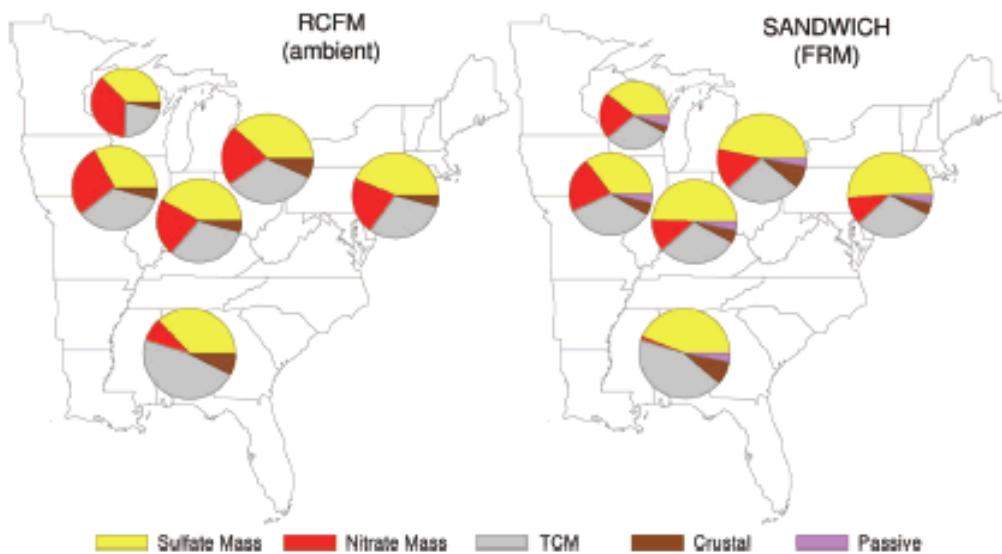 RCFM
(ambient)
SANDWICH
(FRM)
Sulfate Mass
Nitrate Mass
TCM
Crustal
Passive